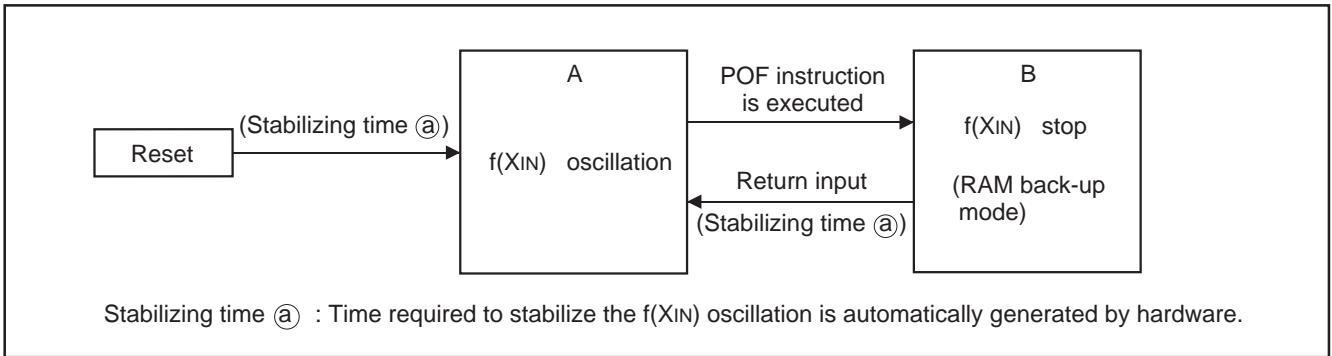 Reset
(Stabilizing time ⓐ)
A
f(XIN) oscillation
POF instruction
is executed
Return input
(Stabilizing time ⓐ)
B
f(XIN) stop
(RAM back-up
mode)
Stabilizing time ⓐ : Time required to stabilize the f(XIN) oscillation is automatically generated by hardware.